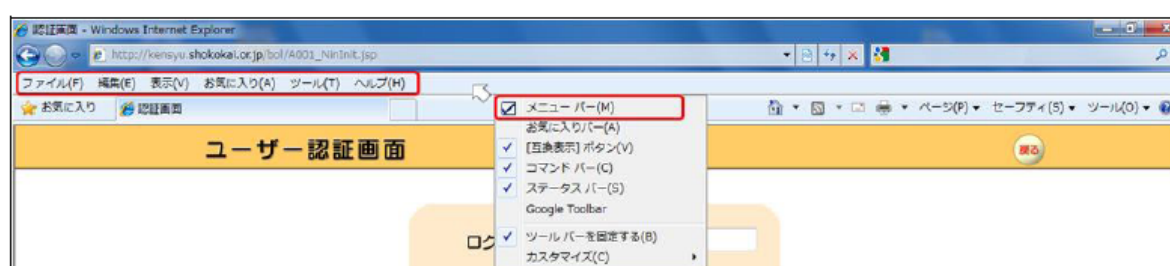 認証画面 - Windows Internet Explorer
http://kensyu.shokokai.or.jp/bol/A001_NinInit.jsp
ファイル(F) 編集(E) 表示(V) お気に入り(A) ツール(T) ヘルプ(H)
お気に入り 認証画面
ページ(P) セーフティ(S) ツール(O)
メニュー バー(M)
お気に入りバー(A)
[互換表示] ボタン(V)
コマンド バー(C)
ステータス バー(S)
Google Toolbar
ツール バーを固定する(B)
カスタマイズ(C)
ユーザー認証画面
戻る
ログ